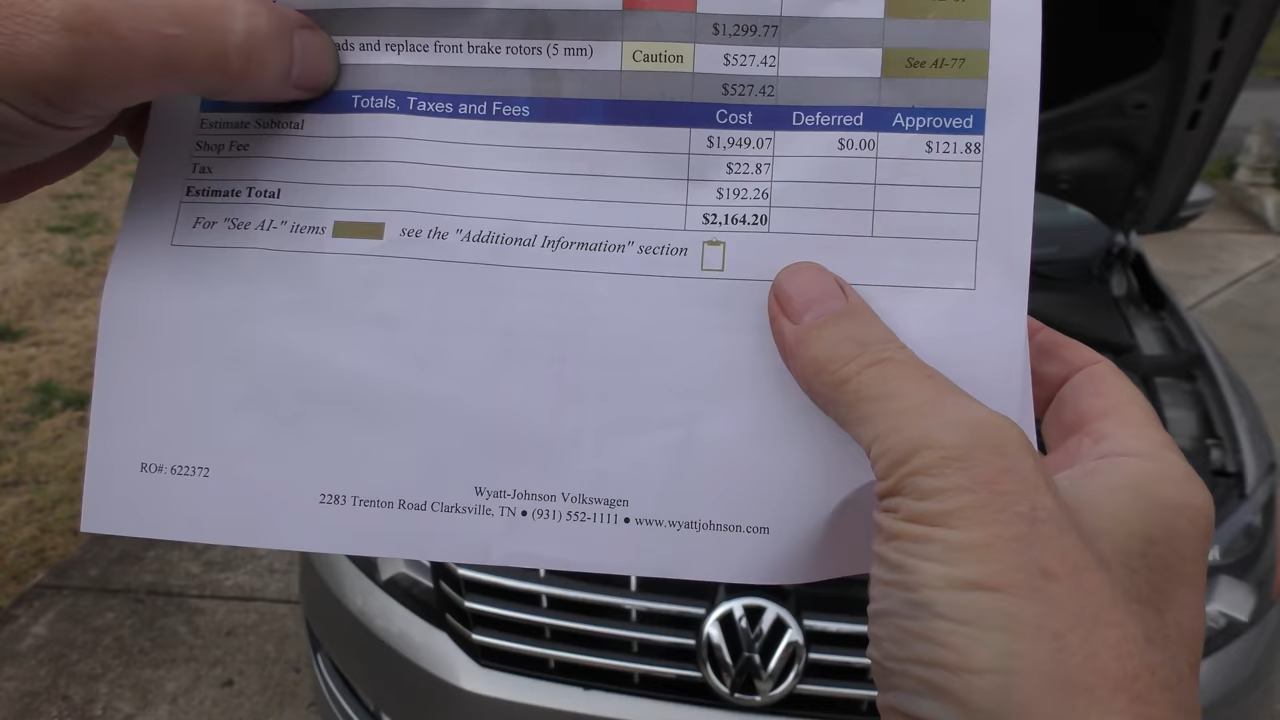 $1,299.77
ads and replace front brake rotors (5 mm) Caution $527.42 See AI-77
$527.42
Totals, Taxes and Fees Cost Deferred Approved
Estimate Subtotal $1,949.07 $0.00 $121.88
Shop Fee $22.87
Tax $192.26
Estimate Total $2,164.20
For "See AI-" items see the "Additional Information" section
RO#: 622372
Wyatt-Johnson Volkswagen
2283 Trenton Road Clarksville, TN • (931) 552-1111 • www.wyattjohnson.com